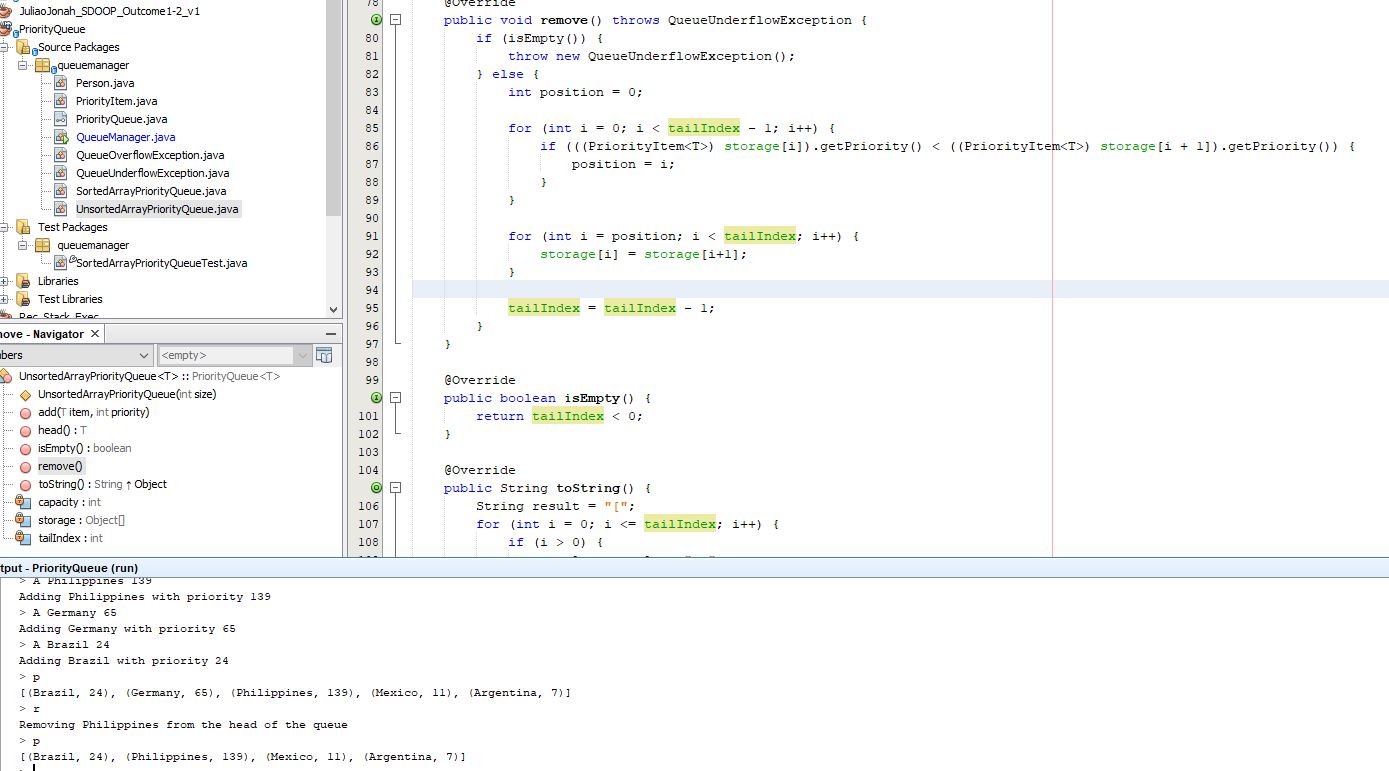 JuliaoJonah_SDOOP_Outcome1-2_v1
PriorityQueue
Source Packages
queuemanager
Person.java
PriorityItem.java
PriorityQueue.java
QueueManager.java
QueueOverflowException.java
QueueUnderflowException.java
SortedArrayPriorityQueue.java
UnsortedArrayPriorityQueue.java
Test Packages
queuemanager
SortedArrayPriorityQueueTest.java
Libraries
Test Libraries
Rec_Stack_Exec
move - Navigator
bers
<empty>
UnsortedArrayPriorityQueue<T> :: PriorityQueue<T>
UnsortedArrayPriorityQueue(int size)
add(T item, int priority)
head() : T
isEmpty() : boolean
remove()
toString() : String ↑ Object
capacity : int
storage : Object[]
tailIndex : int
78 @Override
public void remove() throws QueueUnderflowException {
80 if (isEmpty()) {
81 throw new QueueUnderflowException();
82 } else {
83 int position = 0;
84
85 for (int i = 0; i < tailIndex - 1; i++) {
86 if (((PriorityItem<T>) storage[i]).getPriority() < ((PriorityItem<T>) storage[i + 1]).getPriority()) {
87 position = i;
88 }
89 }
90
91 for (int i = position; i < tailIndex; i++) {
92 storage[i] = storage[i+1];
93 }
94
95 tailIndex = tailIndex - 1;
96 }
97 }
98
99 @Override
public boolean isEmpty() {
101 return tailIndex < 0;
102 }
103
104 @Override
public String toString() {
106 String result = "[";
107 for (int i = 0; i <= tailIndex; i++) {
108 if (i > 0) {
tput - PriorityQueue (run)
> A Philippines 139
Adding Philippines with priority 139
> A Germany 65
Adding Germany with priority 65
> A Brazil 24
Adding Brazil with priority 24
> p
[(Brazil, 24), (Germany, 65), (Philippines, 139), (Mexico, 11), (Argentina, 7)]
> r
Removing Philippines from the head of the queue
> p
[(Brazil, 24), (Philippines, 139), (Mexico, 11), (Argentina, 7)]
>